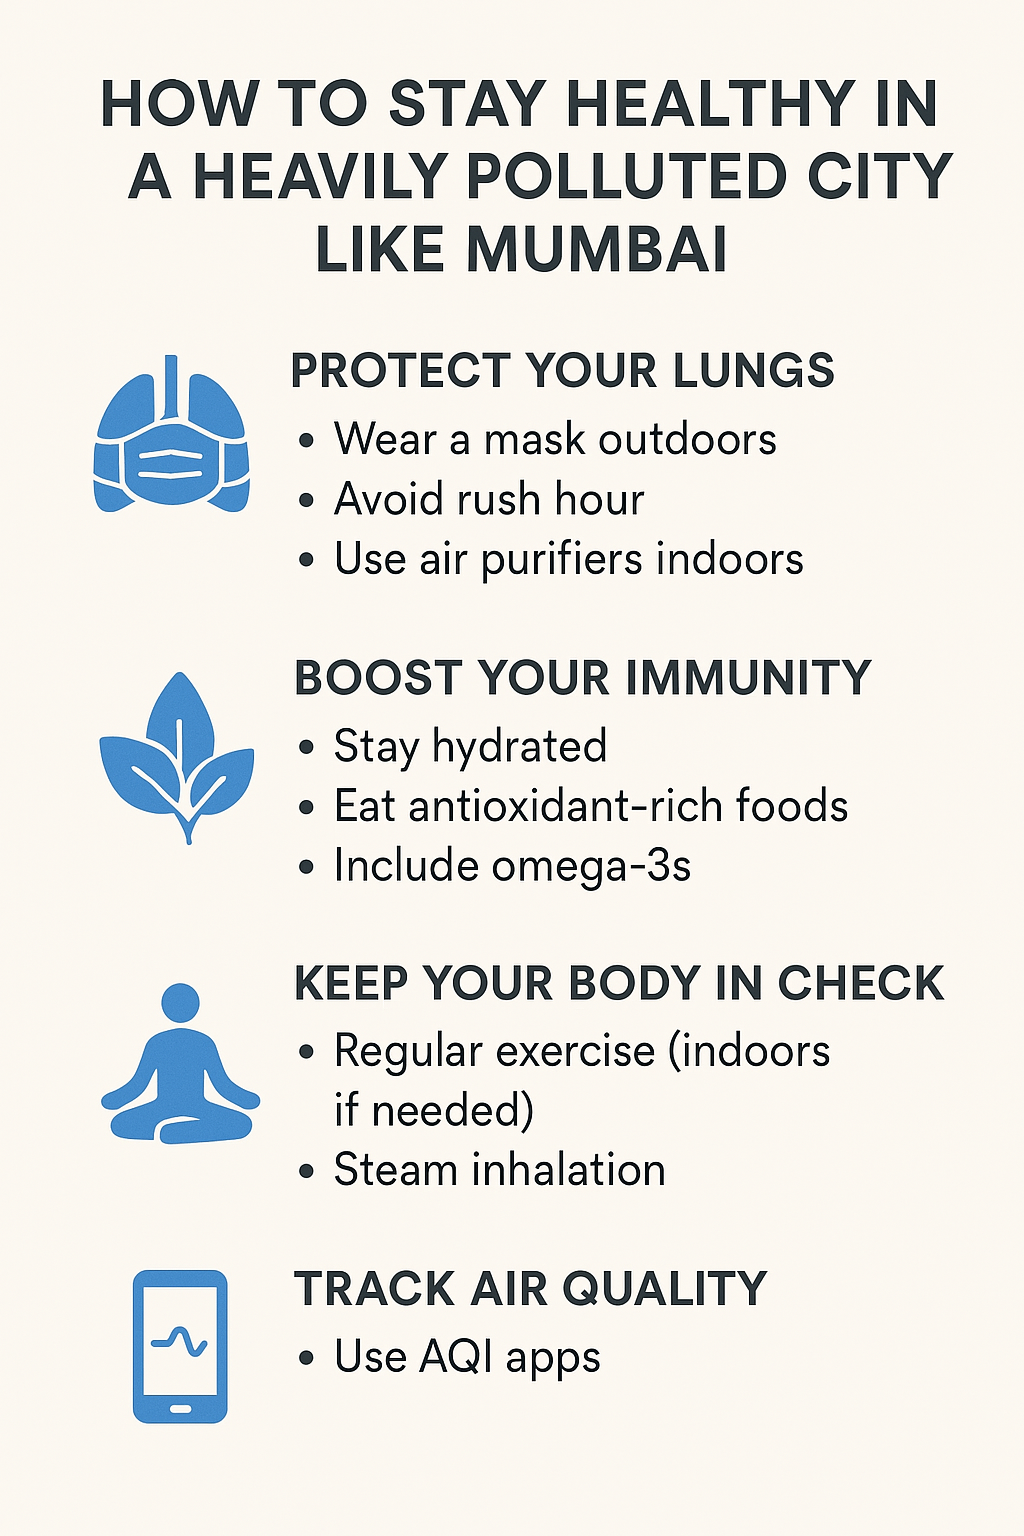 HOW TO STAY HEALTHY IN
A HEAVILY POLLUTED CITY
LIKE MUMBAI
PROTECT YOUR LUNGS
• Wear a mask outdoors
• Avoid rush hour
• Use air purifiers indoors
BOOST YOUR IMMUNITY
• Stay hydrated
• Eat antioxidant-rich foods
• Include omega-3s
KEEP YOUR BODY IN CHECK
• Regular exercise (indoors
if needed)
• Steam inhalation
TRACK AIR QUALITY
• Use AQI apps